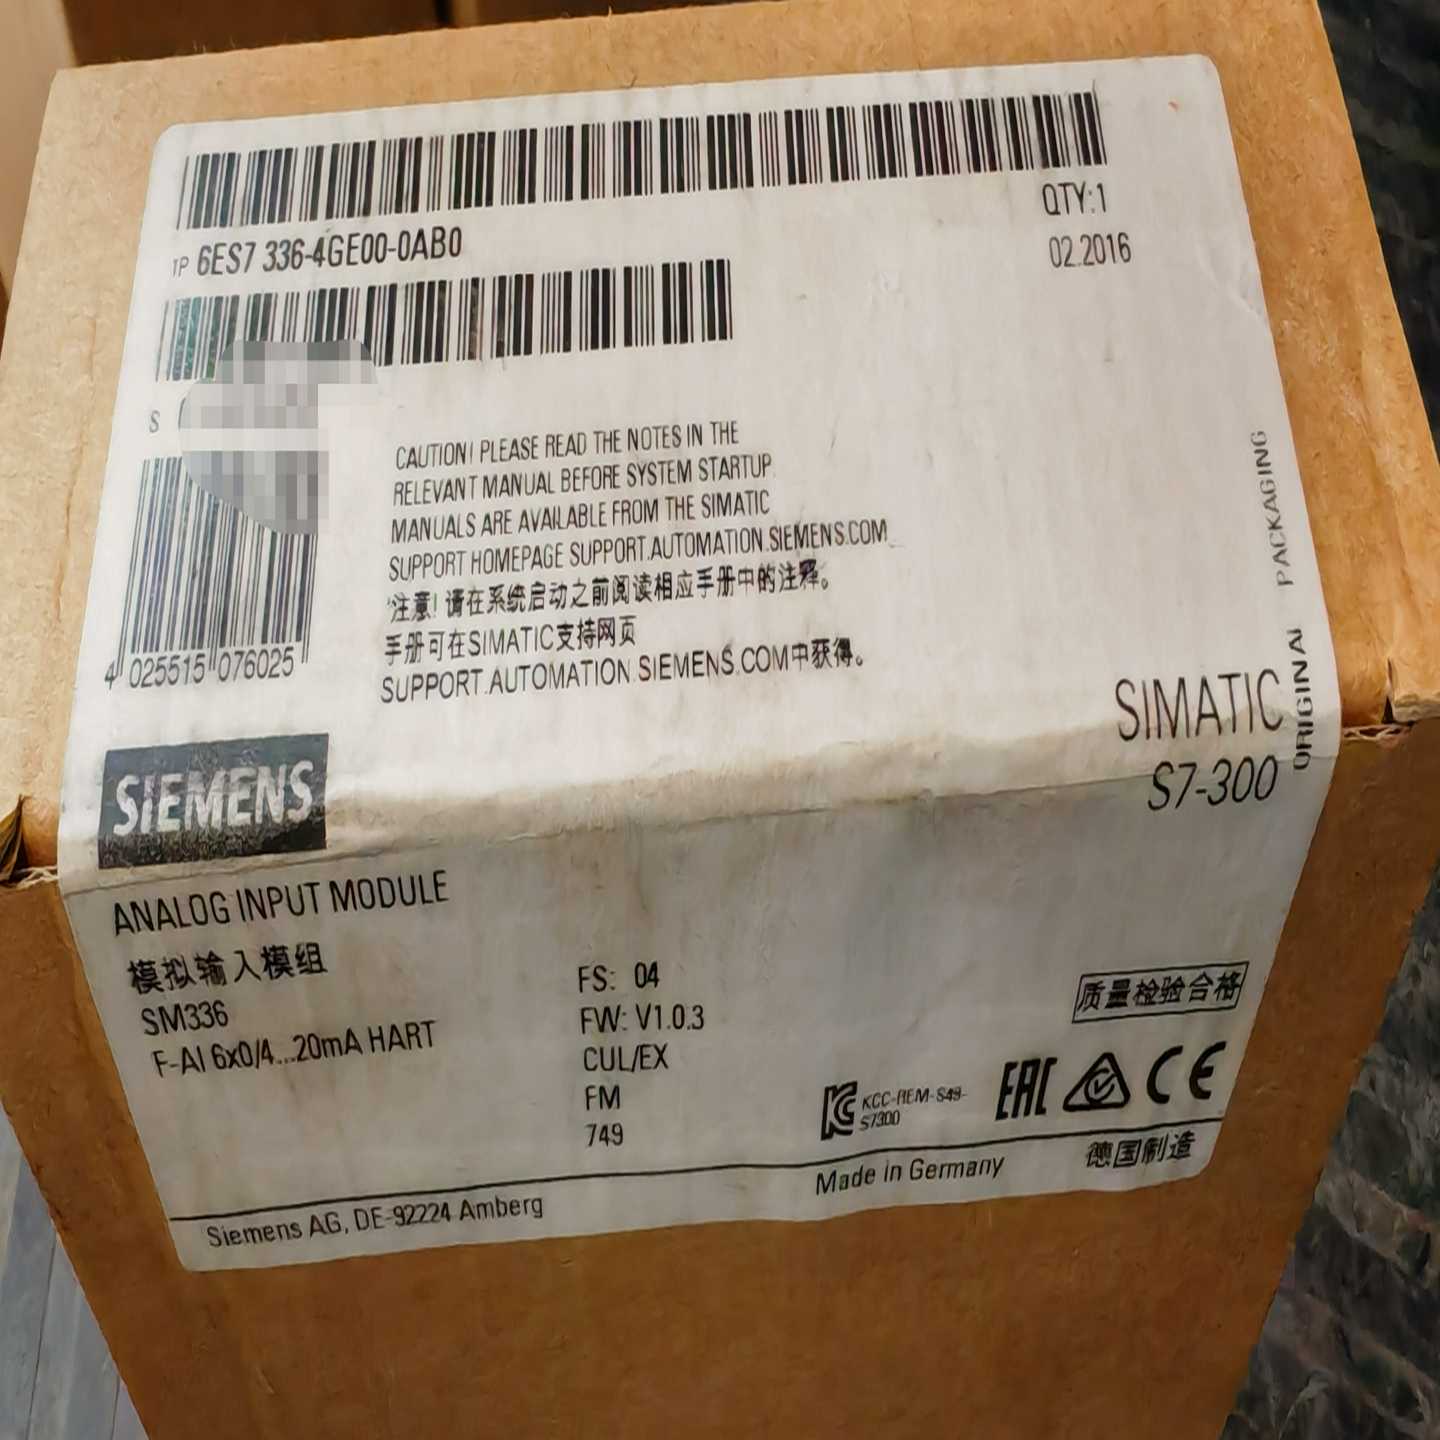 QTY:1
1P 6ES7 336-4GE00-0AB0
02.2016
S
CAUTION! PLEASE READ THE NOTES IN THE
RELEVANT MANUAL BEFORE SYSTEM STARTUP.
MANUALS ARE AVAILABLE FROM THE SIMATIC
SUPPORT HOMEPAGE SUPPORT.AUTOMATION.SIEMENS.COM
注意! 请在系统启动之前阅读相应手册中的注释。
手册可在SIMATIC支持网页
SUPPORT.AUTOMATION.SIEMENS.COM中获得。
4 025515 076025
ORIGINAL PACKAGING
SIMATIC
S7-300
SIEMENS
ANALOG INPUT MODULE
模拟输入模组
SM336
F-AI 6x0/4...20mA HART
FS: 04
FW: V1.0.3
CUL/EX
FM
749
质量检验合格
KCC-REM-S49-
S7300
EAC
CE
Siemens AG, DE-92224 Amberg
Made in Germany
德国制造